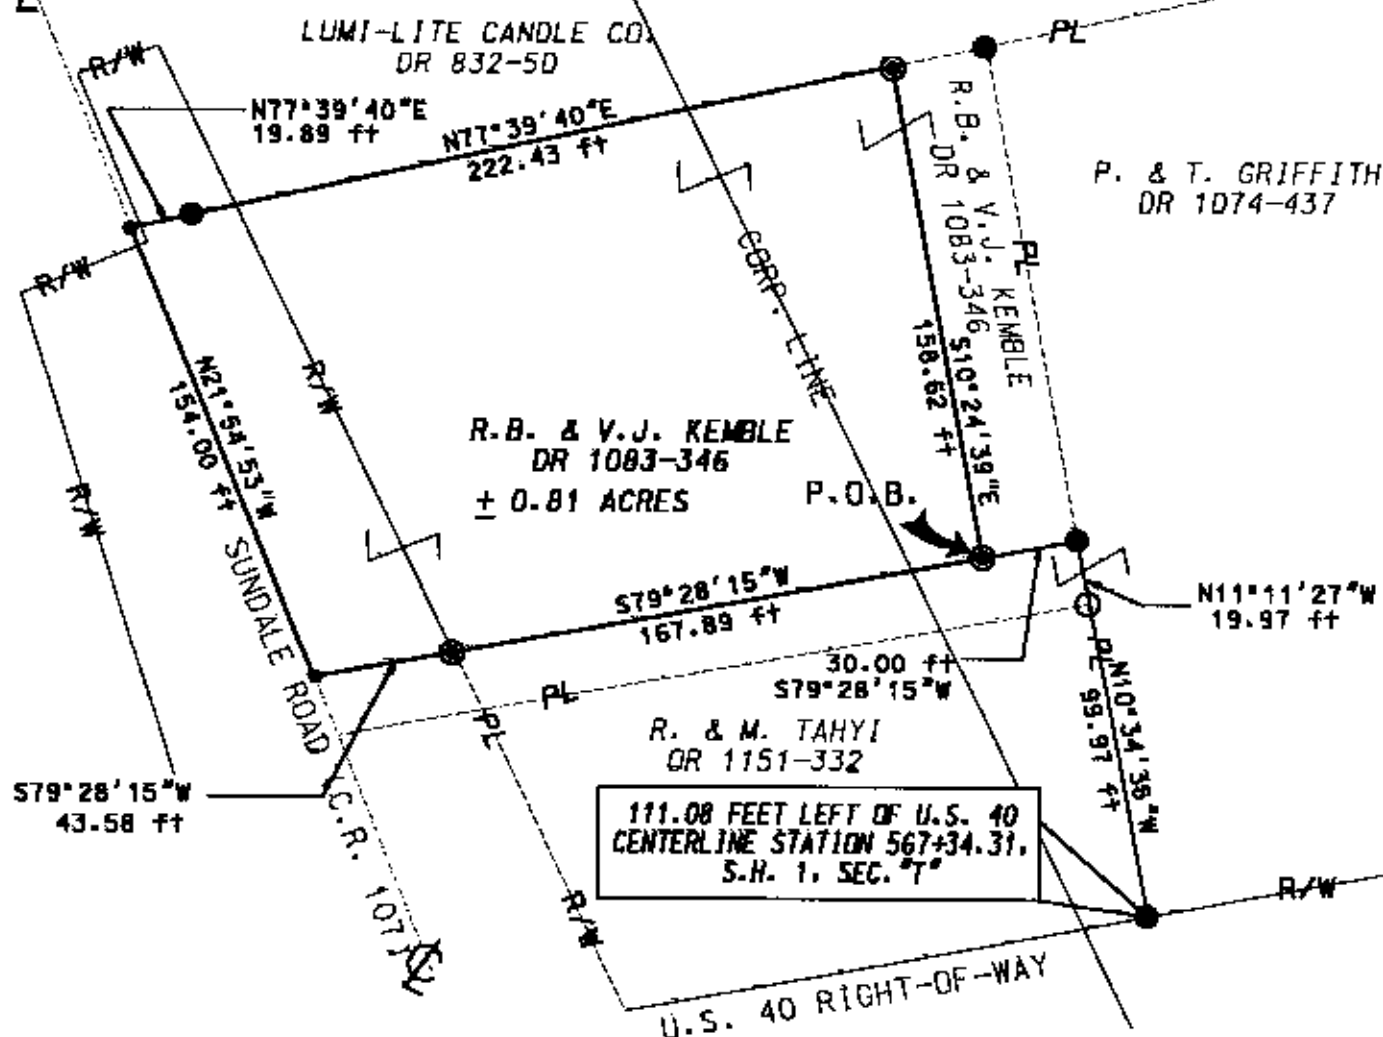 LUMI-LITE CANDLE CO.
DR 832-50
PL
R/W
N77°39'40"E
19.89 ft
N77°39'40"E
222.43 ft
R.B. & V.J. KEMBLE
DR 1083-346
P. & T. GRIFFITH
DR 1074-437
PL
R/W
CORP. LINE
S10°24'39"E
158.62 ft
N21°54'53"W
154.00 ft
R/W
R/W
R.B. & V.J. KEMBLE
DR 1083-346
± 0.81 ACRES
P.O.B.
SUNDALE ROAD (C.R. 107)
S79°28'15"W
167.89 ft
N11°11'27"W
19.97 ft
30.00 ft
S79°28'15"W
PL
PL
PL
N10°34'36"W
99.97 ft
R. & M. TAHYI
OR 1151-332
S79°28'15"W
43.58 ft
111.08 FEET LEFT OF U.S. 40
CENTERLINE STATION 567+34.31,
S.H. 1, SEC. "T"
R/W
R/W
U.S. 40 RIGHT-OF-WAY